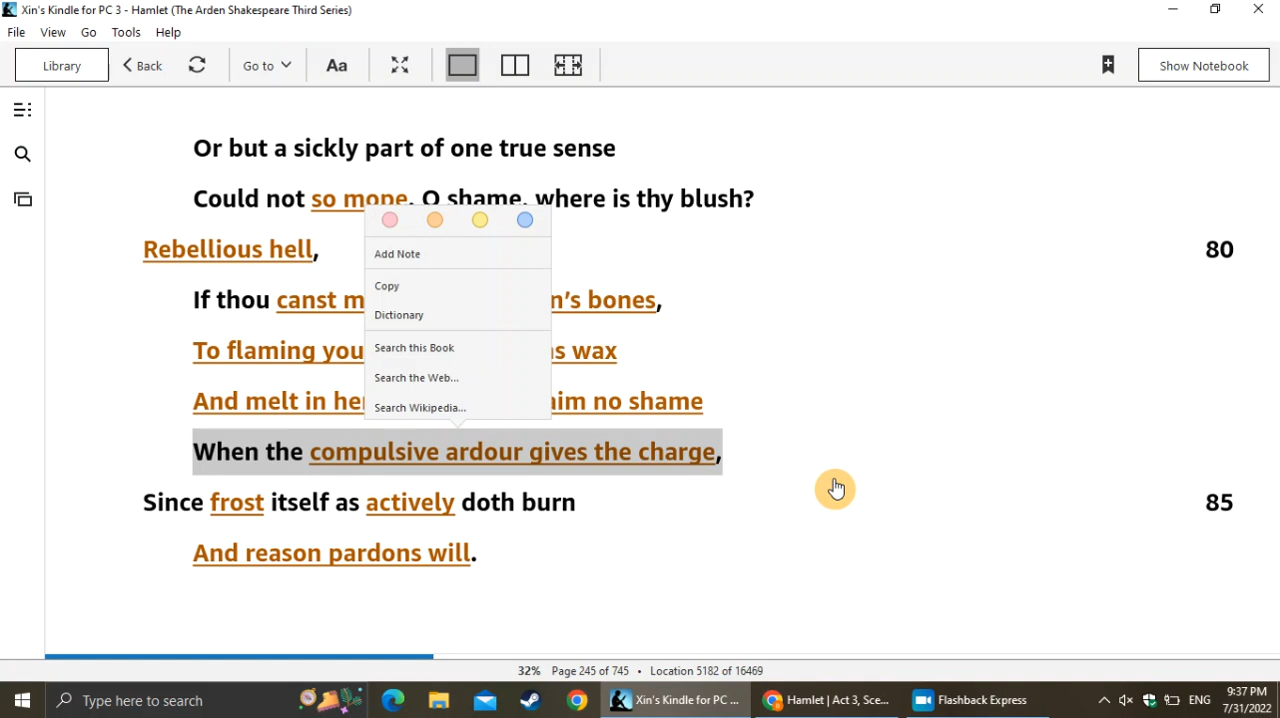 Xin's Kindle for PC 3 - Hamlet (The Arden Shakespeare Third Series)
File View Go Tools Help
Library Back Go to Aa Show Notebook
Or but a sickly part of one true sense
Could not so mope. O shame, where is thy blush?
Rebellious hell, 80
If thou canst m n's bones,
Add Note
Copy
Dictionary
Search this Book
Search the Web...
Search Wikipedia...
To flaming you as wax
And melt in her aim no shame
When the compulsive ardour gives the charge,
Since frost itself as actively doth burn 85
And reason pardons will.
32% Page 245 of 745 • Location 5182 of 16469
Type here to search Xin's Kindle for PC ... Hamlet | Act 3, Sce... Flashback Express ENG 9:37 PM
7/31/2022